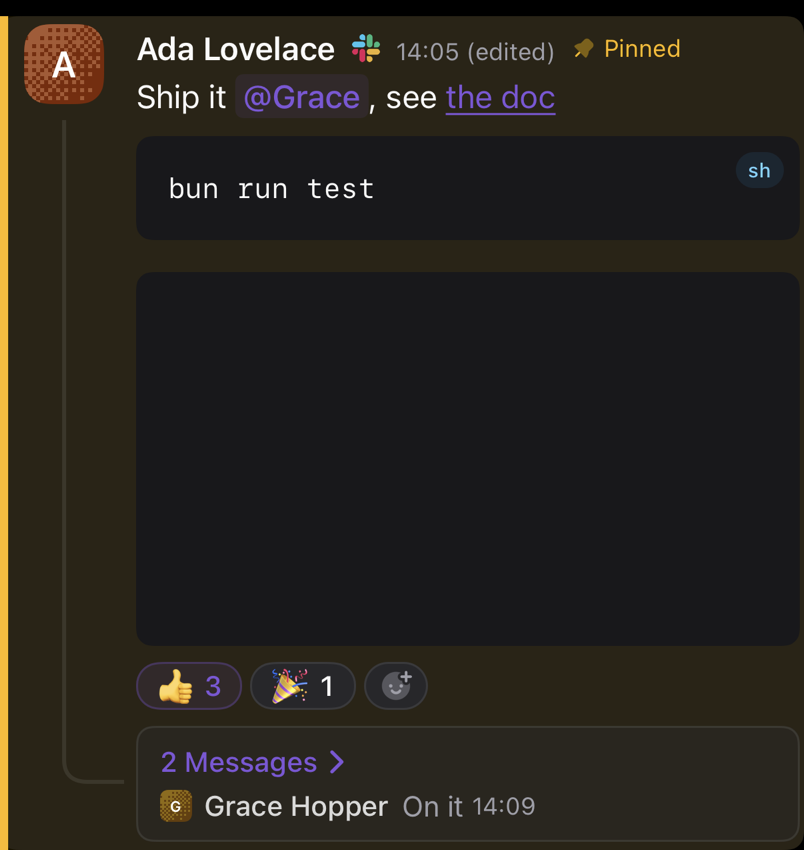 A
Ada Lovelace 14:05 (edited) Pinned
Ship it @Grace, see the doc
sh
bun run test
3 1
2 Messages
G Grace Hopper On it 14:09